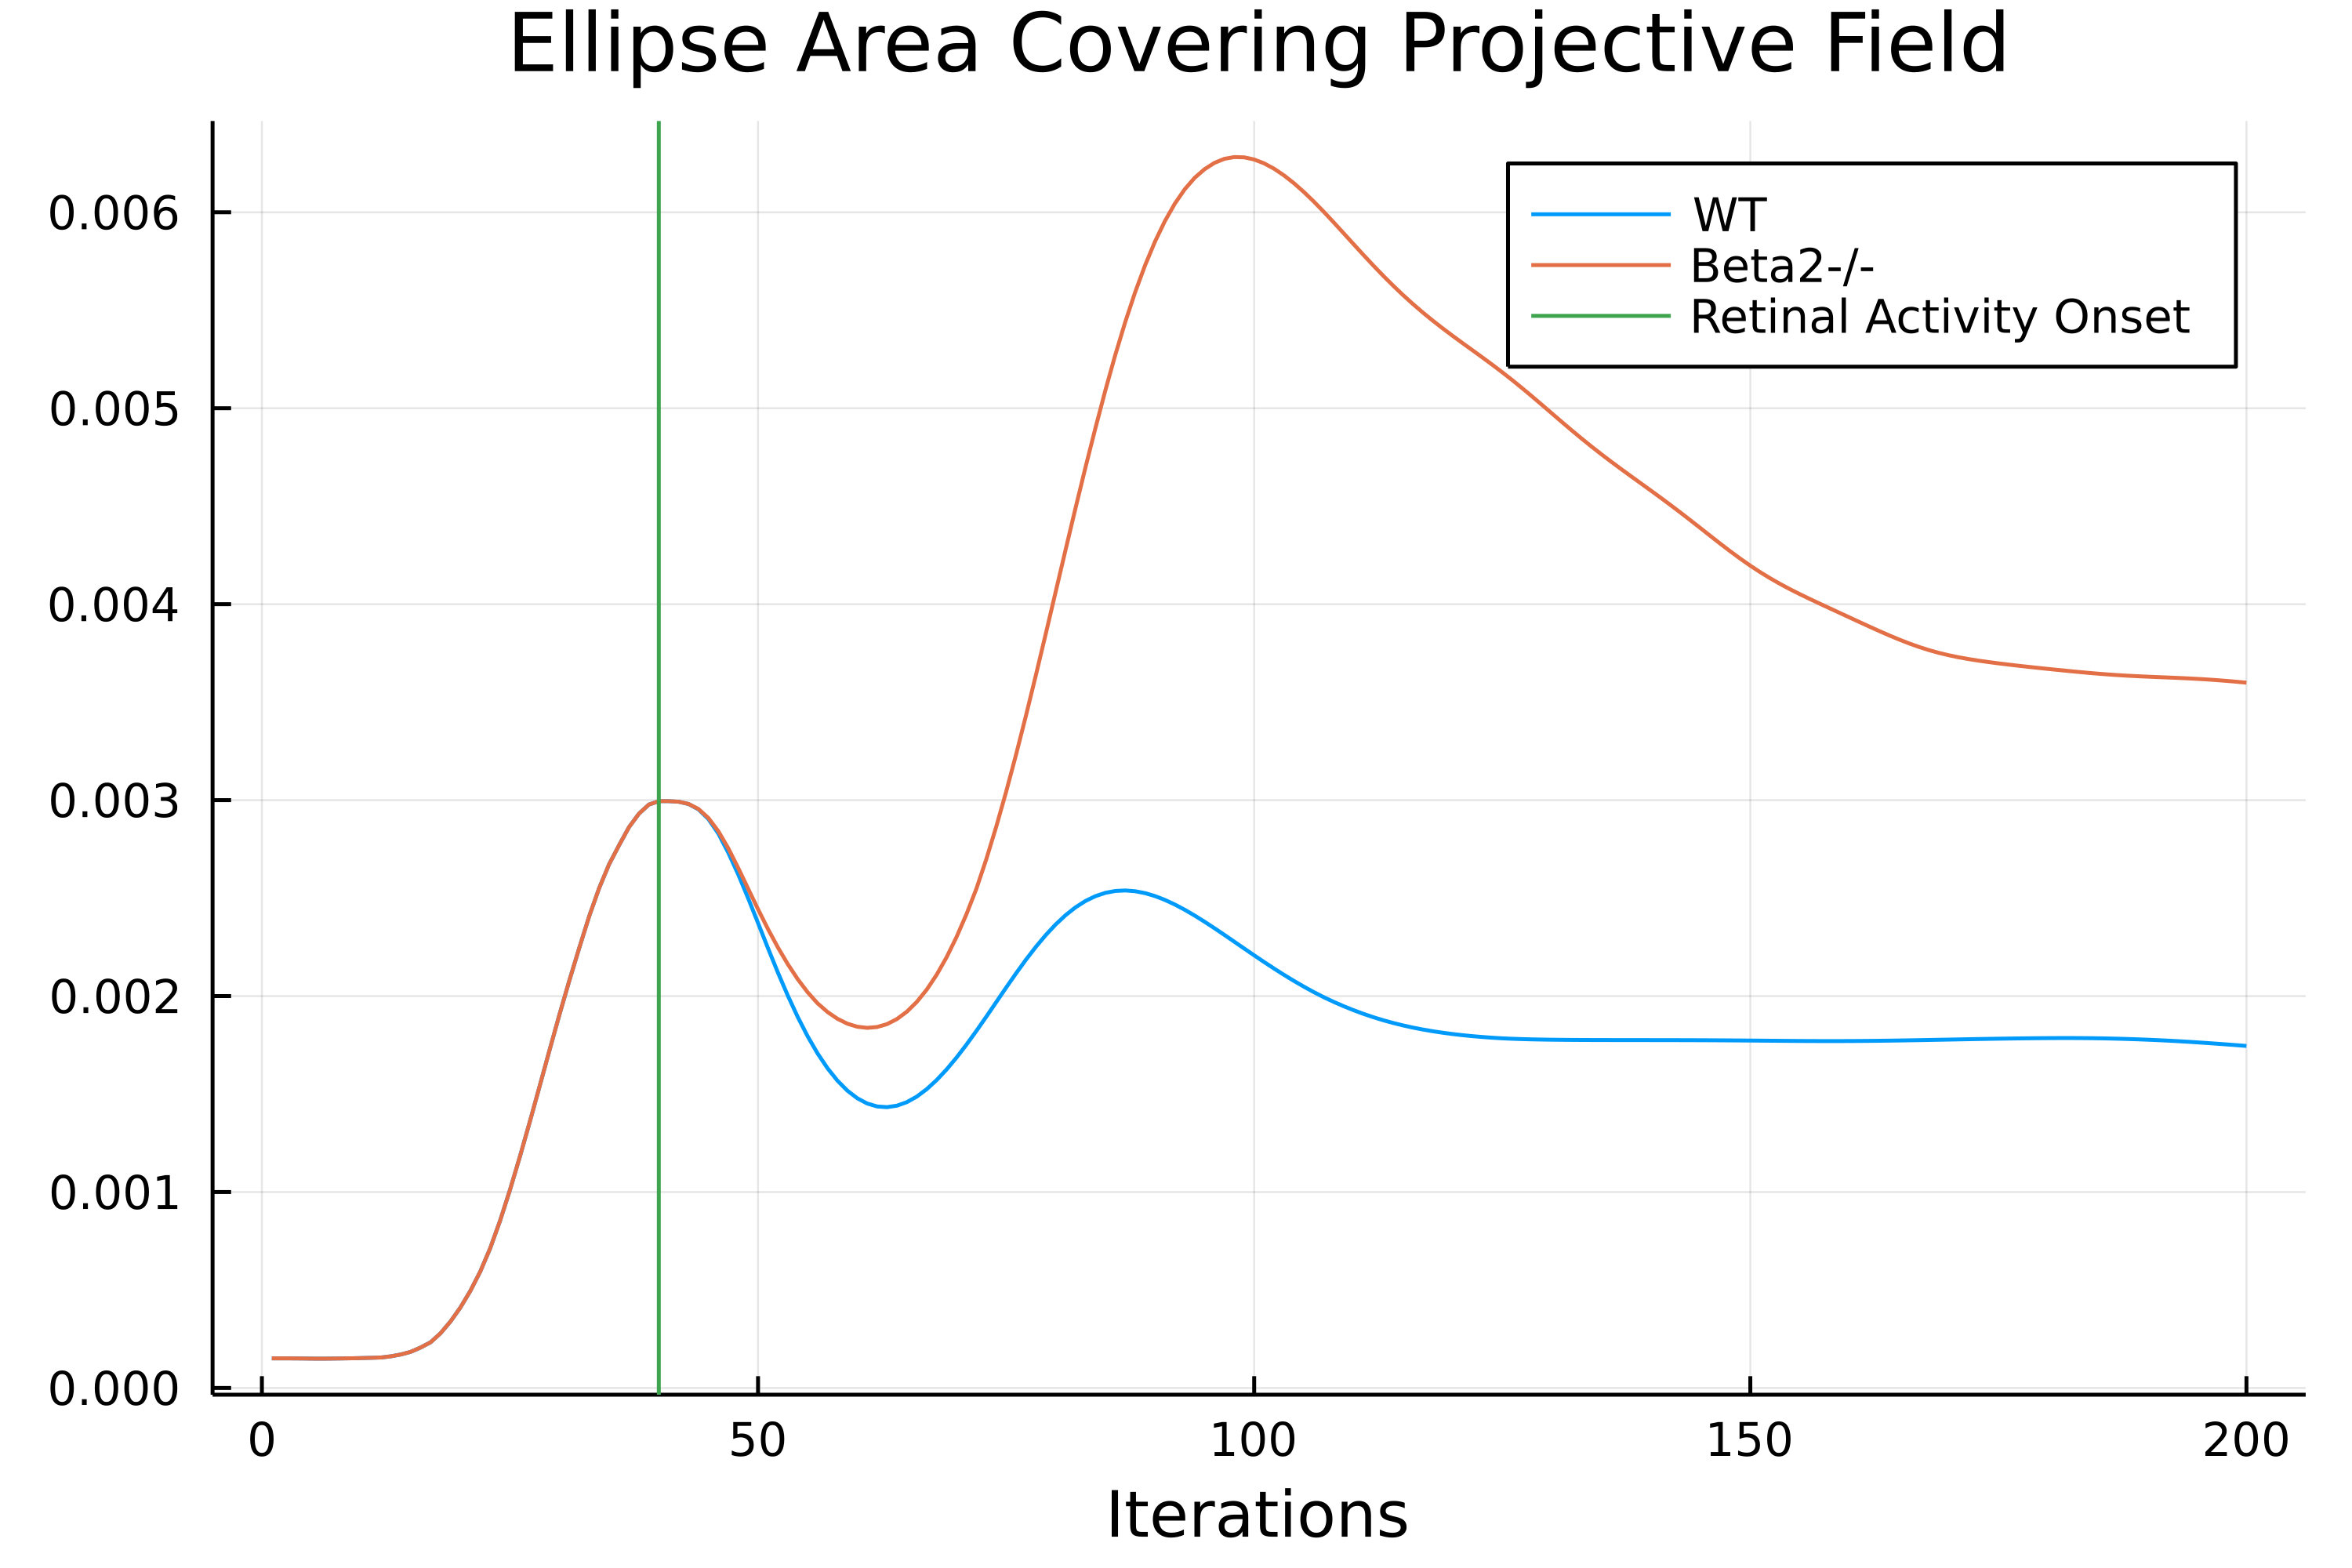 Ellipse Area Covering Projective Field
0.006
0.005
0.004
0.003
0.002
0.001
0.000
WT
Beta2-/-
Retinal Activity Onset
0 50 100 150 200
Iterations